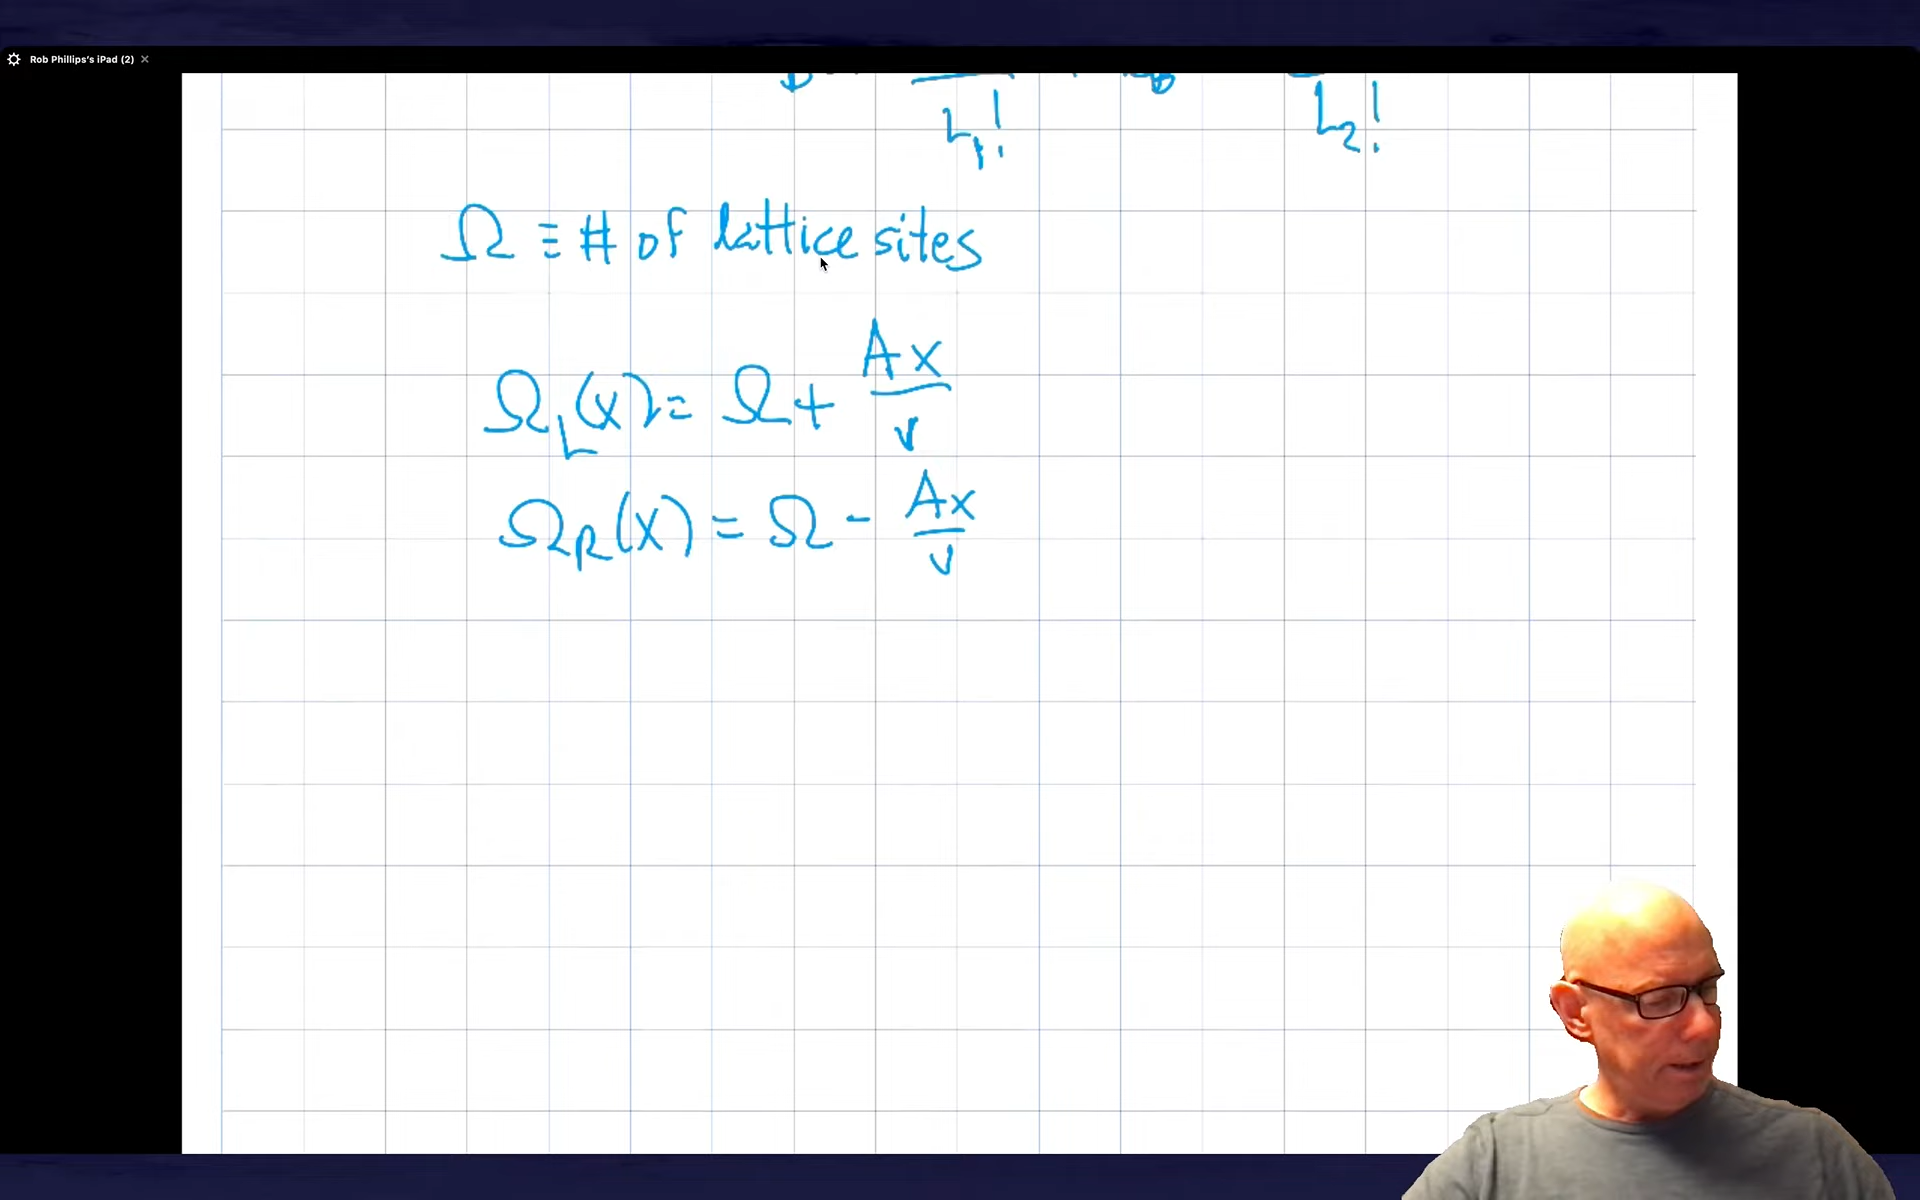 Rob Phillips's iPad (2)
L₁! L₂!
Ω ≡ # of lattice sites
Ω_L(x) = Ω + Ax/v
Ω_R(x) = Ω - Ax/v